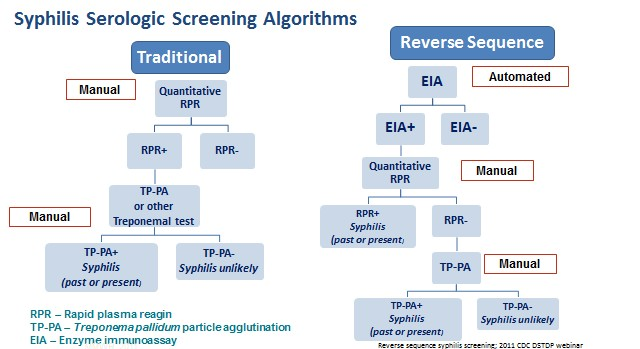 Syphilis Serologic Screening Algorithms
Traditional
Manual
Quantitative
RPR
RPR+
RPR-
TP-PA
or other
Treponemal test
Manual
TP-PA+
Syphilis
(past or present)
TP-PA-
Syphilis unlikely
RPR – Rapid plasma reagin
TP-PA – Treponema pallidum particle agglutination
EIA – Enzyme immunoassay
Reverse Sequence
EIA
Automated
EIA+
EIA-
Quantitative
RPR
Manual
RPR+
Syphilis
(past or present)
RPR-
TP-PA
Manual
TP-PA+
Syphilis
(past or present)
TP-PA-
Syphilis unlikely
Reverse sequence syphilis screening; 2011 CDC DSTDP webinar